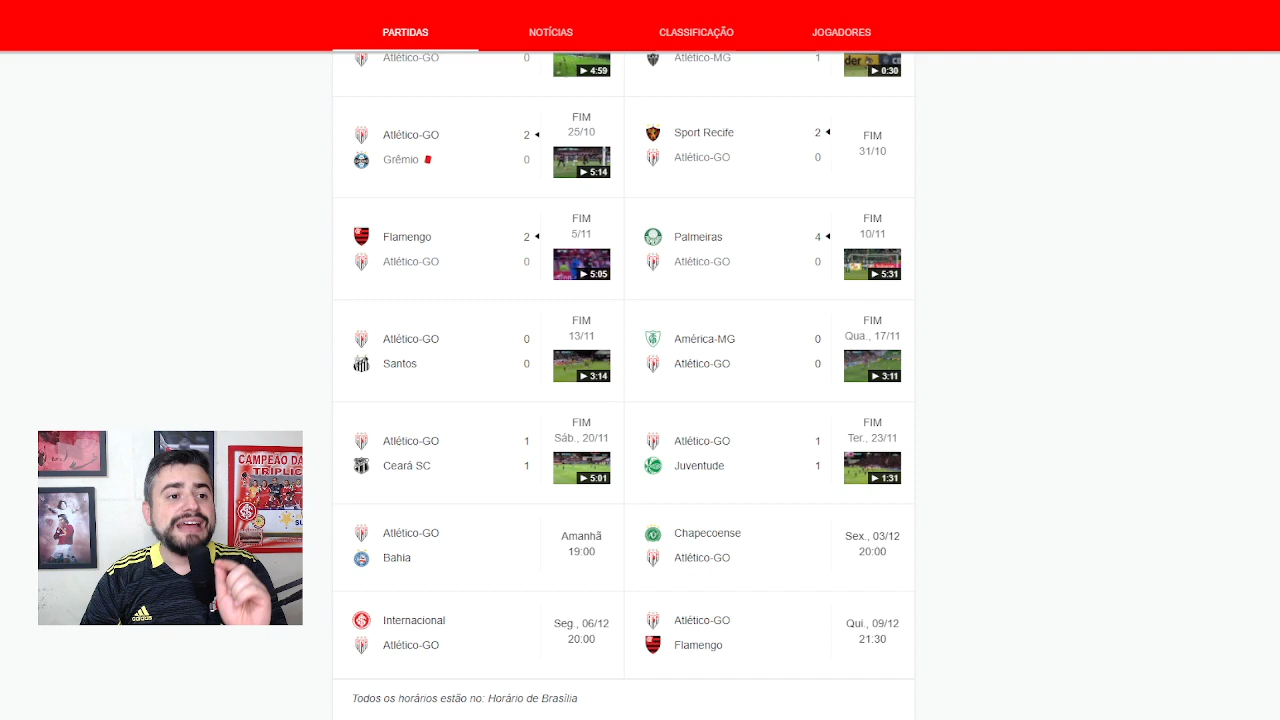 PARTIDAS NOTÍCIAS CLASSIFICAÇÃO JOGADORES
Atlético-GO 0
4:59
Atlético-MG 1
0:30
Atlético-GO 2
Grêmio 0
FIM
25/10
5:14
Sport Recife 2
Atlético-GO 0
FIM
31/10
Flamengo 2
Atlético-GO 0
FIM
5/11
5:05
Palmeiras 4
Atlético-GO 0
FIM
10/11
5:31
Atlético-GO 0
Santos 0
FIM
13/11
3:14
América-MG 0
Atlético-GO 0
FIM
Qua., 17/11
3:11
Atlético-GO 1
Ceará SC 1
FIM
Sáb., 20/11
5:01
Atlético-GO 1
Juventude 1
FIM
Ter., 23/11
1:31
Atlético-GO
Bahia
Amanhã
19:00
Chapecoense
Atlético-GO
Sex., 03/12
20:00
Internacional
Atlético-GO
Seg., 06/12
20:00
Atlético-GO
Flamengo
Qui., 09/12
21:30
Todos os horários estão no: Horário de Brasília
CAMPEÃO DA
TRÍPLIC
adidas